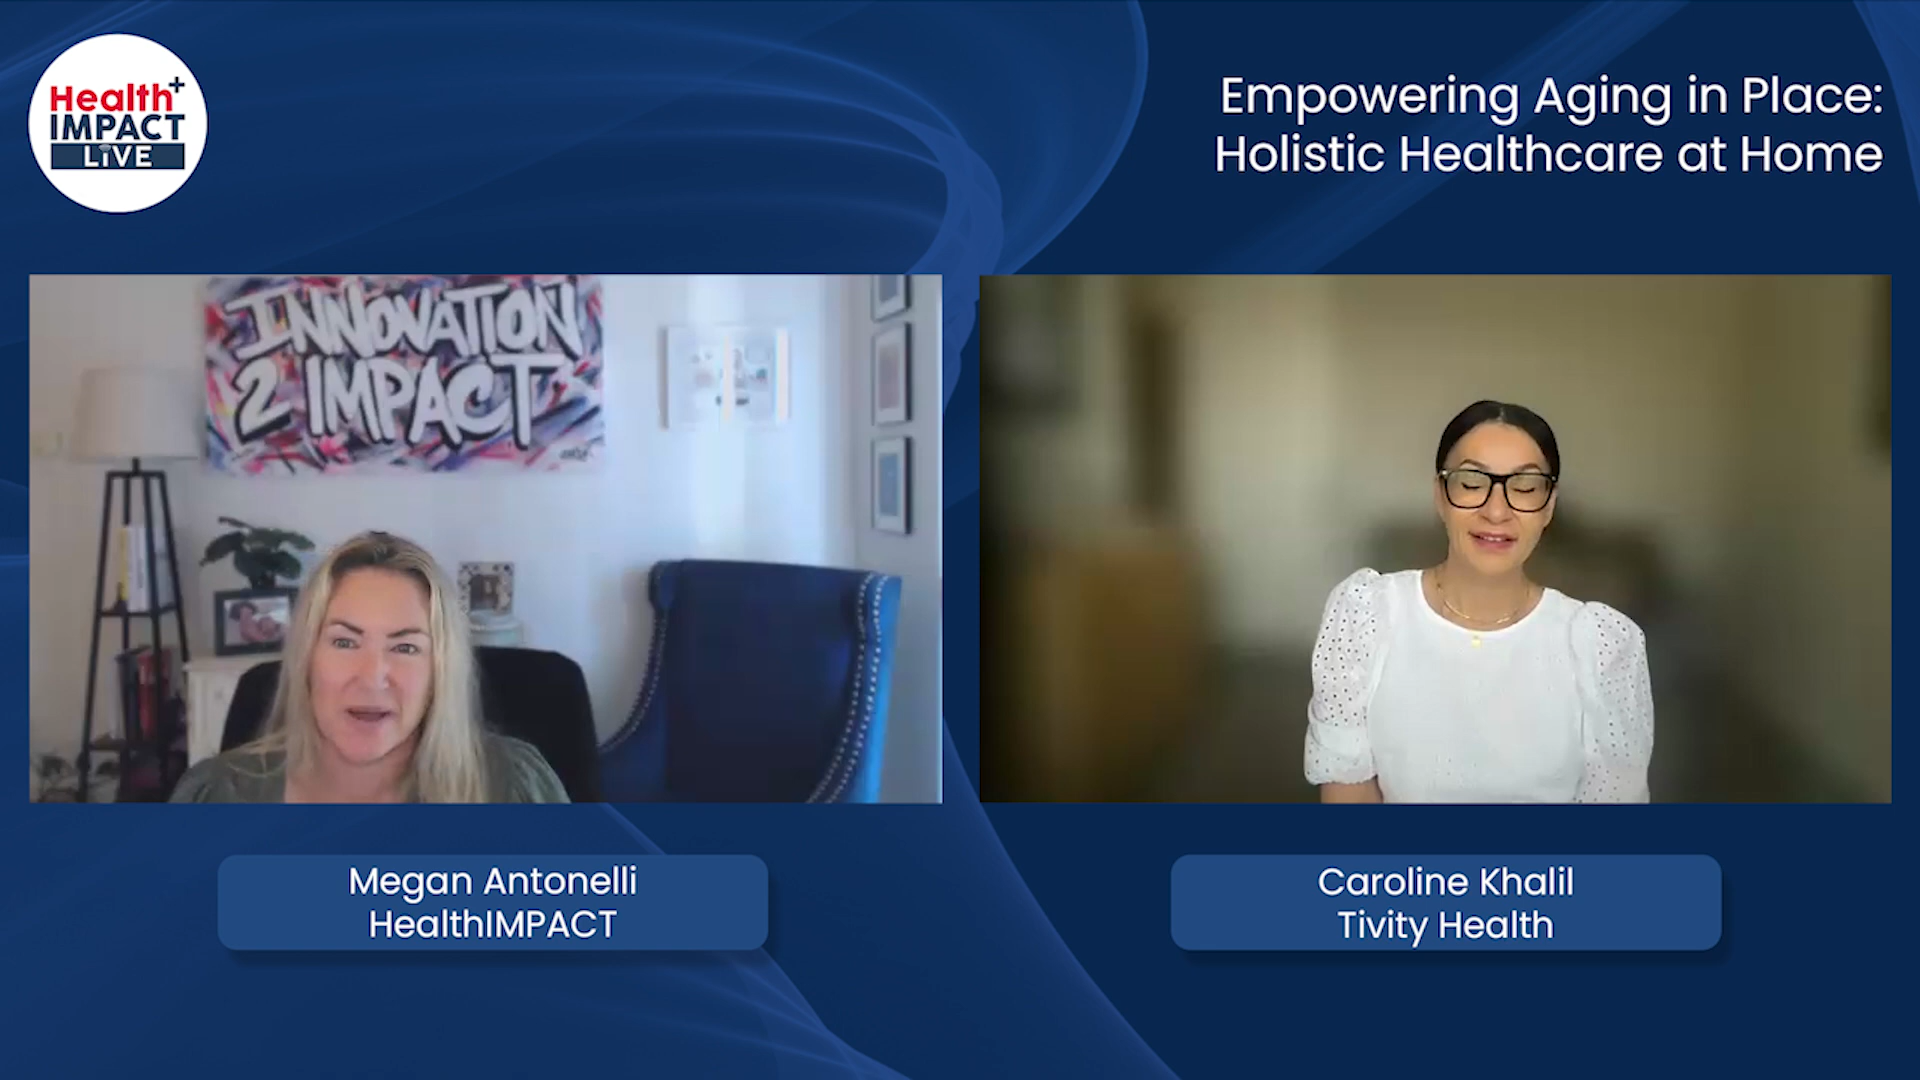 Health+
IMPACT
LIVE
Empowering Aging in Place:
Holistic Healthcare at Home
INNOVATION
2 IMPACT
Megan Antonelli
HealthIMPACT
Caroline Khalil
Tivity Health